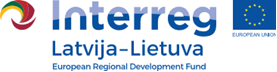 Interreg
EUROPEAN UNION
Latvija-Lietuva
European Regional Development Fund